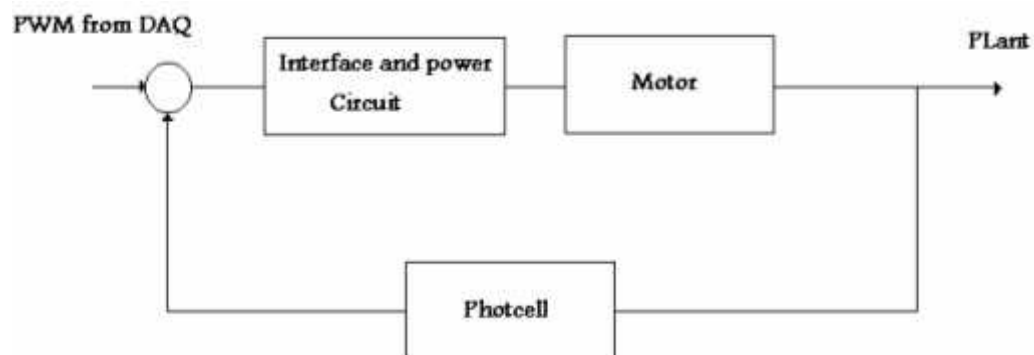 PWM from DAQ
PLant
Interface and power
Circuit
Motor
Photcell